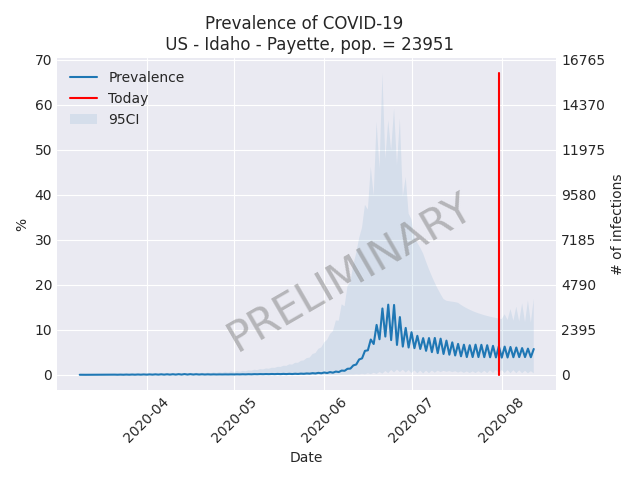 Prevalence of COVID-19
US - Idaho - Payette, pop. = 23951
Prevalence
Today
95CI
PRELIMINARY
%
70
60
50
40
30
20
10
0
16765
14370
11975
9580
7185
4790
2395
0
# of infections
2020-04
2020-05
2020-06
2020-07
2020-08
Date